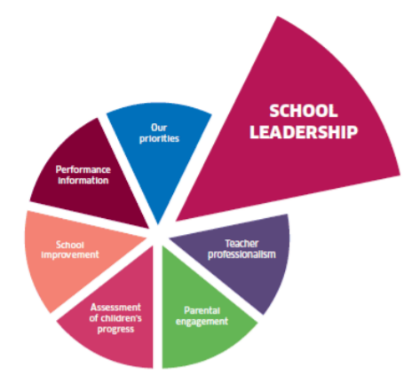 SCHOOL
LEADERSHIP
Our
priorities
Performance
information
Teacher
professionalism
School
improvement
Assessment
of children's
progress
Parental
engagement